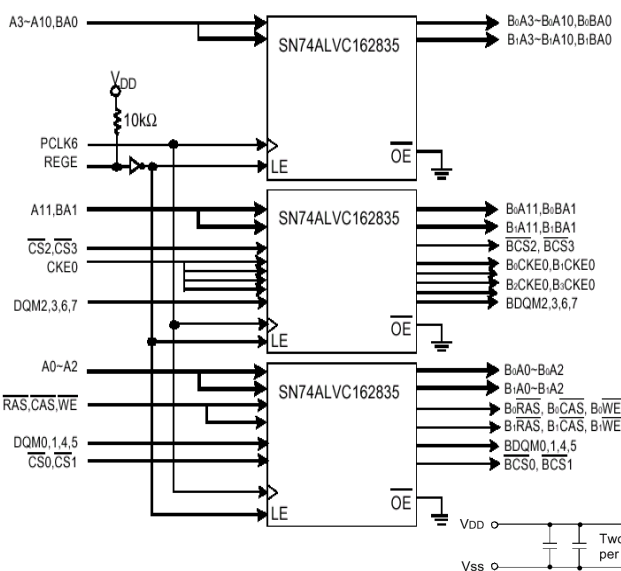 A3~A10,BA0
SN74ALVC162835
B0A3~B0A10,B0BA0
B1A3~B1A10,B1BA0
VDD
10kΩ
PCLK6
REGE
LE
OE
A11,BA1
SN74ALVC162835
B0A11,B0BA1
B1A11,B1BA1
CS2,CS3
BCS2, BCS3
CKE0
B0CKE0,B1CKE0
B2CKE0,B3CKE0
DQM2,3,6,7
BDQM2,3,6,7
OE
LE
A0~A2
SN74ALVC162835
B0A0~B0A2
B1A0~B1A2
RAS,CAS,WE
B0RAS, B0CAS, B0WE
B1RAS, B1CAS, B1WE
DQM0,1,4,5
BDQM0,1,4,5
CS0,CS1
BCS0, BCS1
OE
LE
VDD
Two
per
Vss